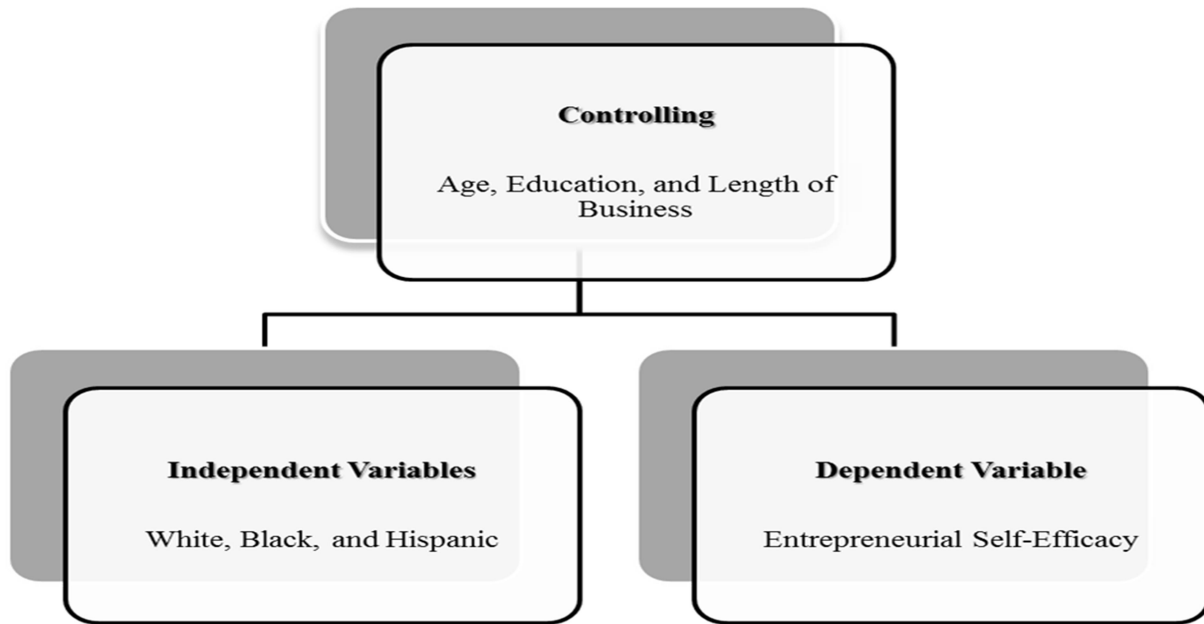 Controlling
Age, Education, and Length of
Business
Independent Variables
White, Black, and Hispanic
Dependent Variable
Entrepreneurial Self-Efficacy